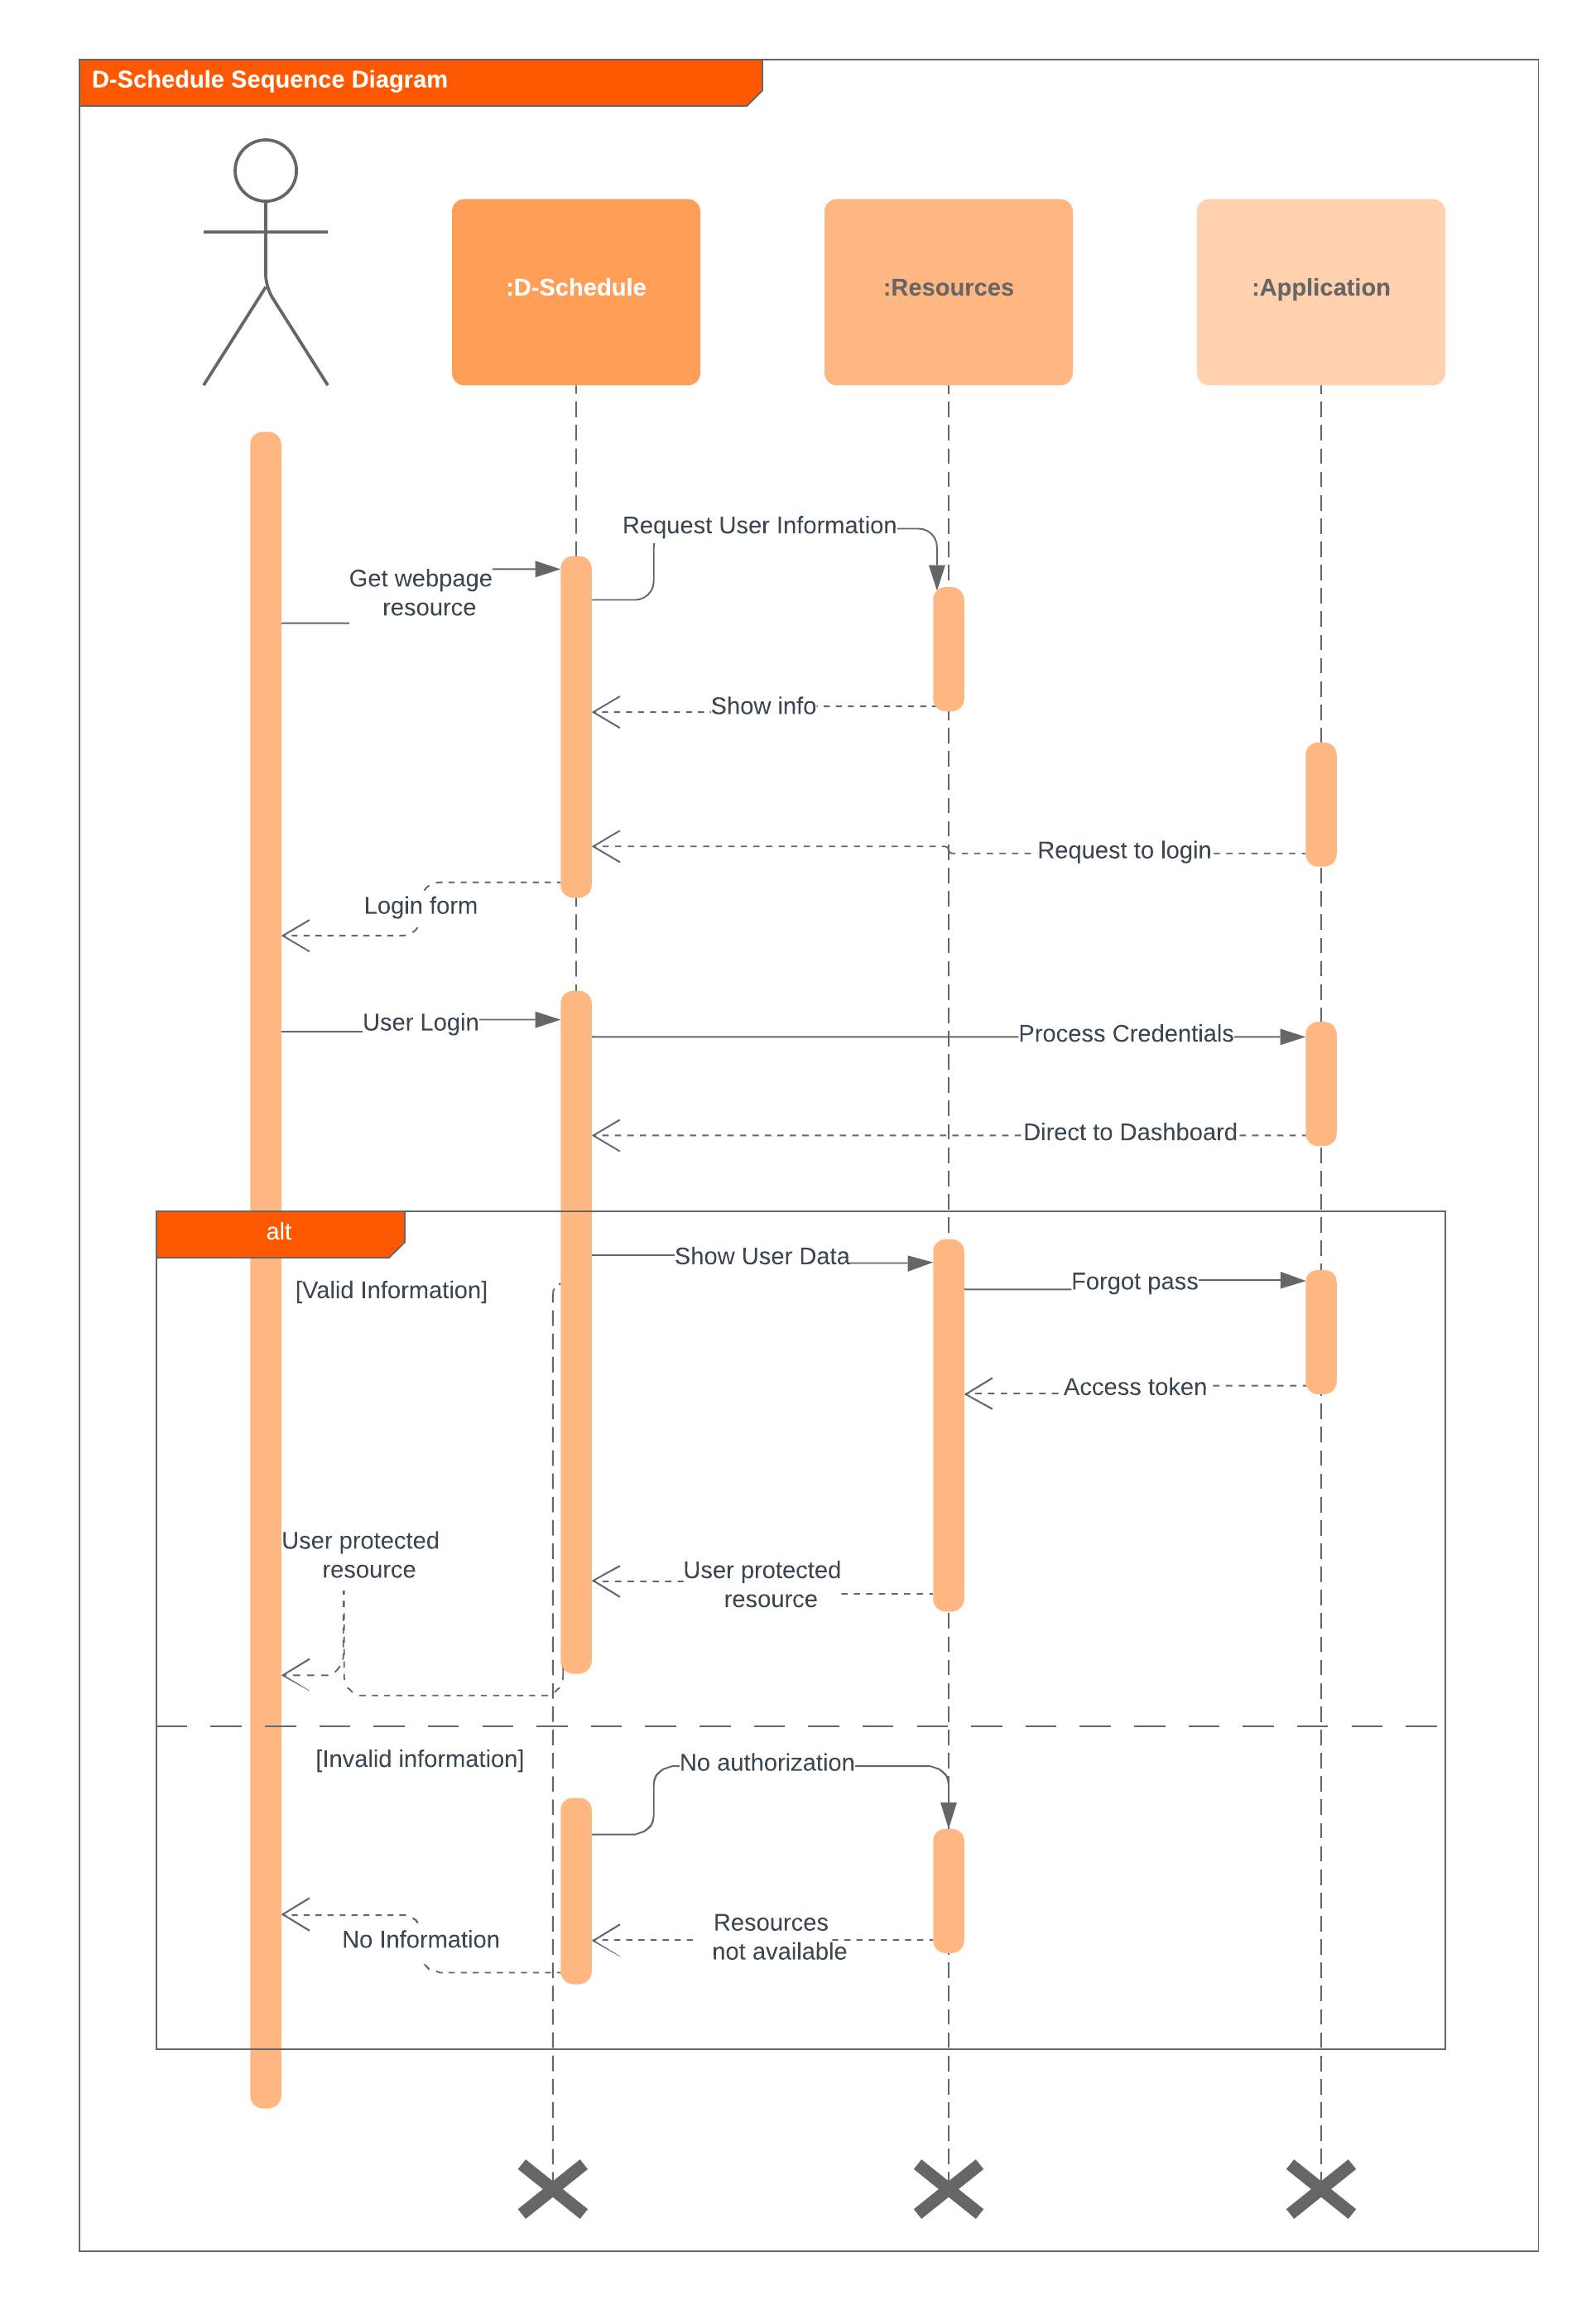 D-Schedule Sequence Diagram
:D-Schedule
:Resources
:Application
Request User Information
Get webpage
resource
Show info
Request to login
Login form
User Login
Process Credentials
Direct to Dashboard
alt
Show User Data
[Valid Information]
Forgot pass
Access token
User protected
resource
User protected
resource
[Invalid information]
No authorization
Resources
not available
No Information